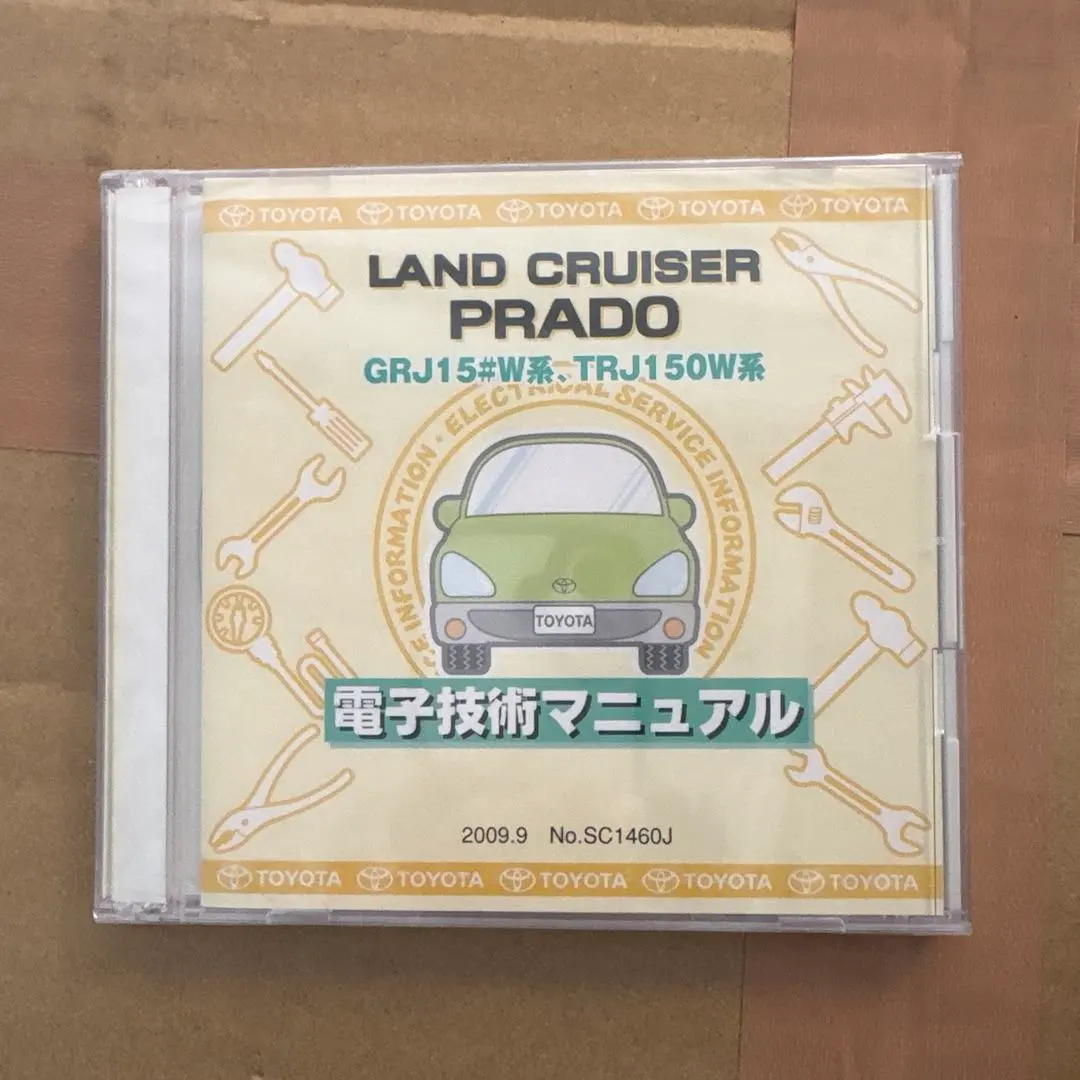 TOYOTA TOYOTA TOYOTA TOYOTA TOYOTA
LAND CRUISER
PRADO
GRJ15#W系、TRJ150W系
INFORMATION・ELECTRICAL SERVICE INFORMATION
TOYOTA
電子技術マニュアル
2009.9 No.SC1460J
TOYOTA TOYOTA TOYOTA TOYOTA TOYOTA